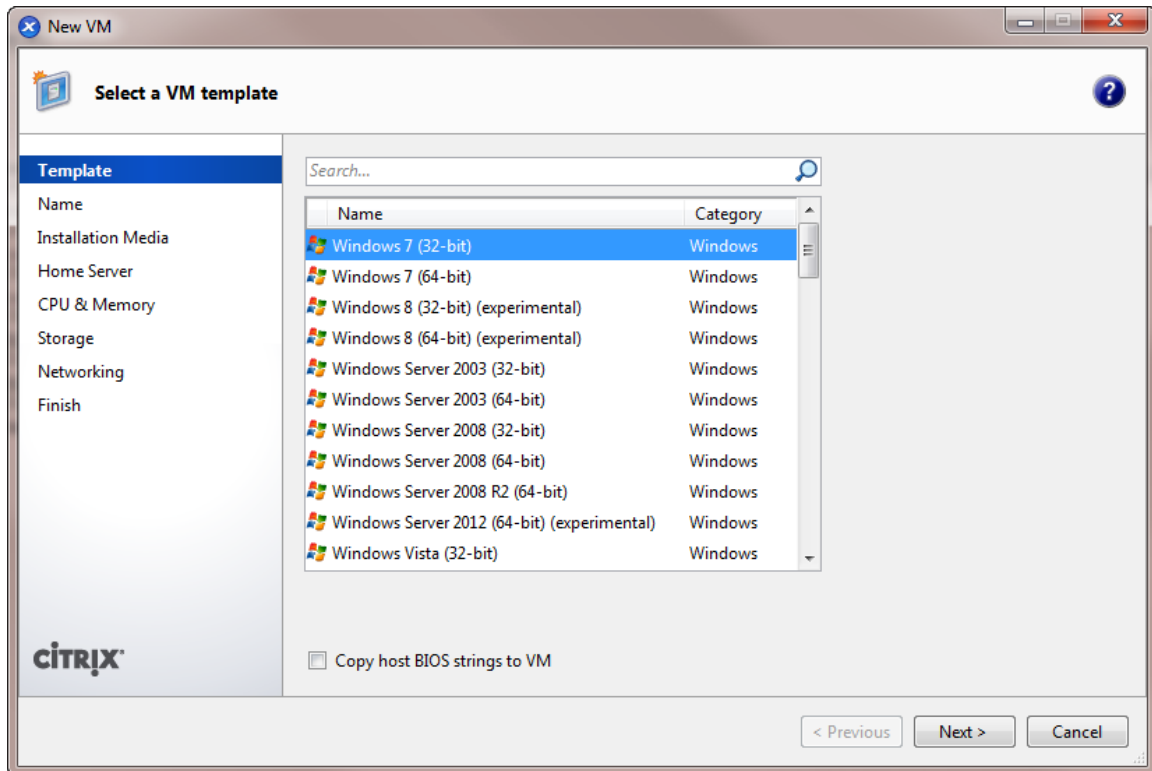 New VM
Select a VM template
?
Template
Name
Installation Media
Home Server
CPU & Memory
Storage
Networking
Finish
CITRIX
Search...
Name Category
Windows 7 (32-bit) Windows
Windows 7 (64-bit) Windows
Windows 8 (32-bit) (experimental) Windows
Windows 8 (64-bit) (experimental) Windows
Windows Server 2003 (32-bit) Windows
Windows Server 2003 (64-bit) Windows
Windows Server 2008 (32-bit) Windows
Windows Server 2008 (64-bit) Windows
Windows Server 2008 R2 (64-bit) Windows
Windows Server 2012 (64-bit) (experimental) Windows
Windows Vista (32-bit) Windows
Copy host BIOS strings to VM
< Previous Next > Cancel